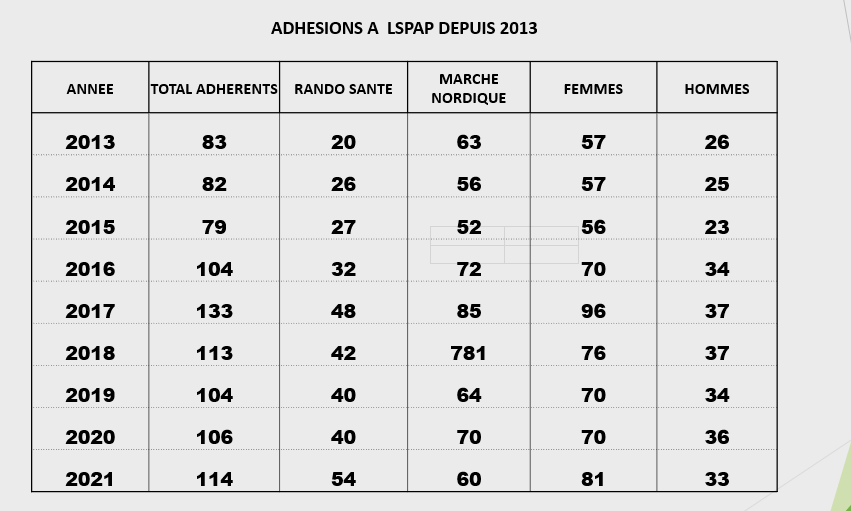 ADHESIONS A LSPAP DEPUIS 2013
ANNEE TOTAL ADHERENTS RANDO SANTE MARCHE NORDIQUE FEMMES HOMMES
2013 83 20 63 57 26
2014 82 26 56 57 25
2015 79 27 52 56 23
2016 104 32 72 70 34
2017 133 48 85 96 37
2018 113 42 781 76 37
2019 104 40 64 70 34
2020 106 40 70 70 36
2021 114 54 60 81 33